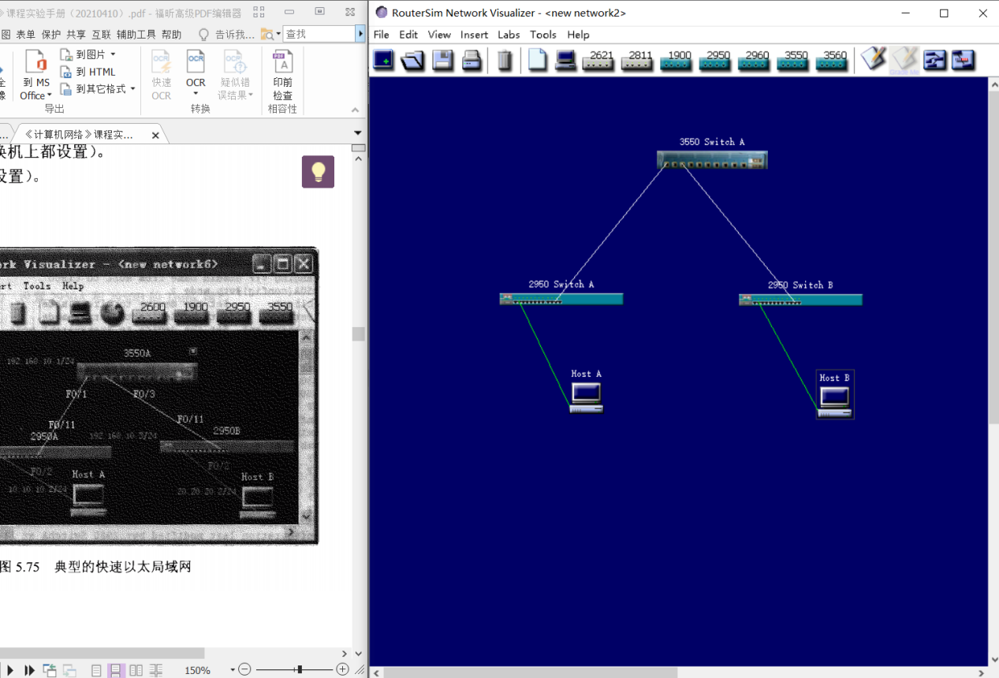 课程实验手册（20210410）.pdf - 福昕高级PDF编辑器
图 表单 保护 共享 互联 辅助工具 帮助 告诉我... 查找
到 MS Office
到图片
到 HTML
到其它格式
导出
快速 OCR
OCR
疑似错误结果
转换
印前检查
相容性
...
《计算机网络》课程实...
换机上都设置）。
设置）。
rk Visualizer - <new network6>
rt Tools Help
2600 1900 2950 3550
3550A
192.168.10.1/24
F0/1 F0/3
F0/11
F0/11
2950A
192.168.10.3/24
2950B
F0/2
F0/2
Host A
Host B
10.10.10.2/24
20.20.20.2/24
图 5.75 典型的快速以太局域网
150%
RouterSim Network Visualizer - <new network2>
File Edit View Insert Labs Tools Help
2621 2811 1900 2950 2960 3550 3560
Grade Me
3550 Switch A
2950 Switch A
2950 Switch B
Host A
Host B